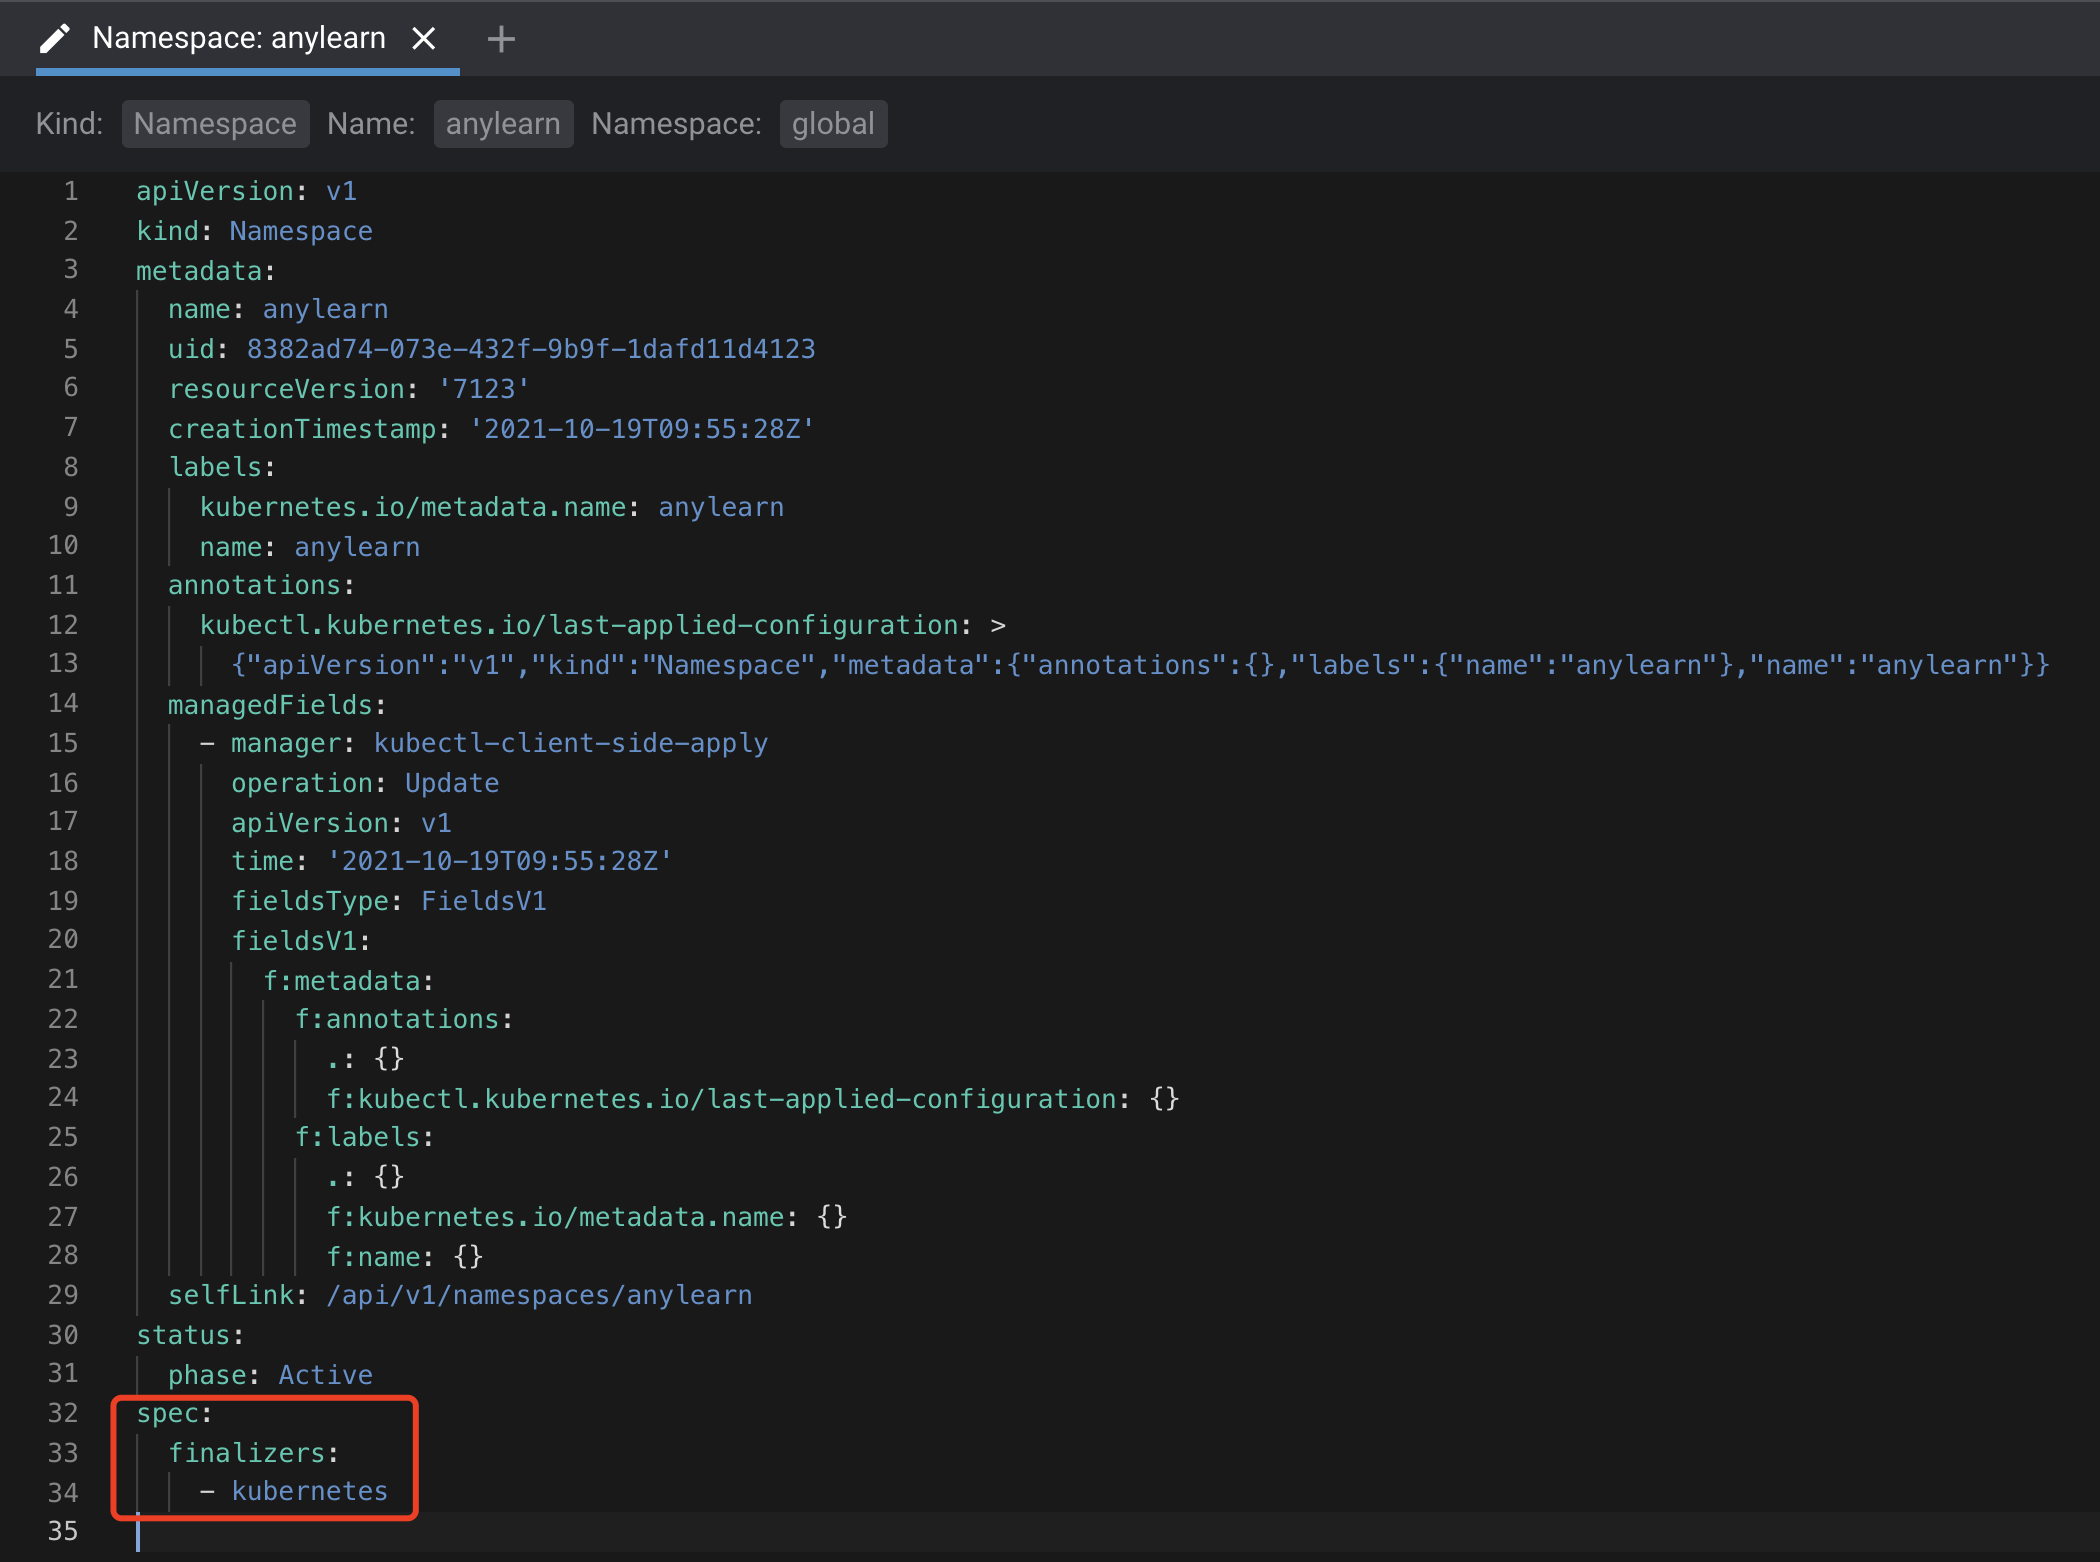 Namespace: anylearn
Kind: Namespace Name: anylearn Namespace: global
1 apiVersion: v1
2 kind: Namespace
3 metadata:
4   name: anylearn
5   uid: 8382ad74-073e-432f-9b9f-1dafd11d4123
6   resourceVersion: '7123'
7   creationTimestamp: '2021-10-19T09:55:28Z'
8   labels:
9     kubernetes.io/metadata.name: anylearn
10     name: anylearn
11   annotations:
12     kubectl.kubernetes.io/last-applied-configuration: >
13       {"apiVersion":"v1","kind":"Namespace","metadata":{"annotations":{},"labels":{"name":"anylearn"},"name":"anylearn"}}
14   managedFields:
15     - manager: kubectl-client-side-apply
16       operation: Update
17       apiVersion: v1
18       time: '2021-10-19T09:55:28Z'
19       fieldsType: FieldsV1
20       fieldsV1:
21         f:metadata:
22           f:annotations:
23             .: {}
24             f:kubectl.kubernetes.io/last-applied-configuration: {}
25           f:labels:
26             .: {}
27             f:kubernetes.io/metadata.name: {}
28             f:name: {}
29   selfLink: /api/v1/namespaces/anylearn
30 status:
31   phase: Active
32 spec:
33   finalizers:
34     - kubernetes
35